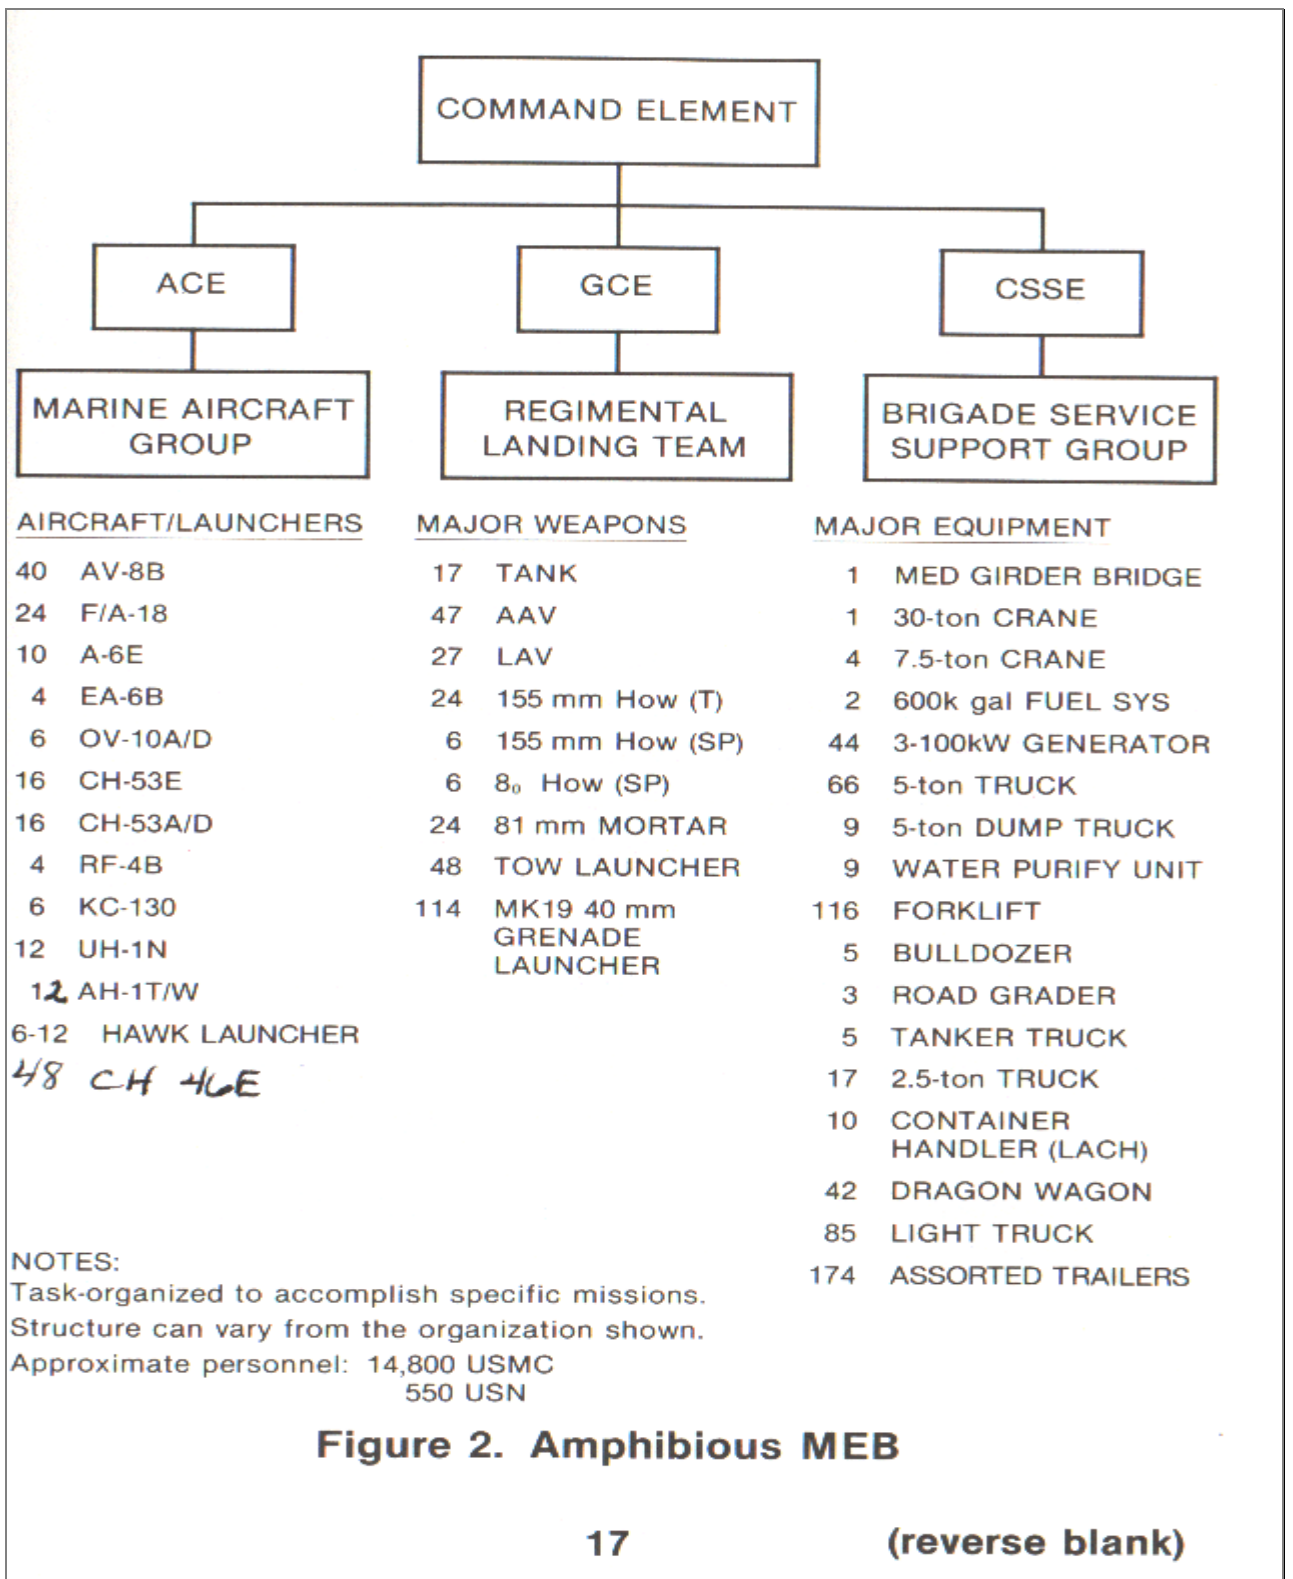 COMMAND ELEMENT
ACE
GCE
CSSE
MARINE AIRCRAFT
GROUP
REGIMENTAL
LANDING TEAM
BRIGADE SERVICE
SUPPORT GROUP
AIRCRAFT/LAUNCHERS
40 AV-8B
24 F/A-18
10 A-6E
4 EA-6B
6 OV-10A/D
16 CH-53E
16 CH-53A/D
4 RF-4B
6 KC-130
12 UH-1N
12 AH-1T/W
6-12 HAWK LAUNCHER
48 CH 46E
MAJOR WEAPONS
17 TANK
47 AAV
27 LAV
24 155 mm How (T)
6 155 mm How (SP)
6 8₀ How (SP)
24 81 mm MORTAR
48 TOW LAUNCHER
114 MK19 40 mm
GRENADE
LAUNCHER
MAJOR EQUIPMENT
1 MED GIRDER BRIDGE
1 30-ton CRANE
4 7.5-ton CRANE
2 600k gal FUEL SYS
44 3-100kW GENERATOR
66 5-ton TRUCK
9 5-ton DUMP TRUCK
9 WATER PURIFY UNIT
116 FORKLIFT
5 BULLDOZER
3 ROAD GRADER
5 TANKER TRUCK
17 2.5-ton TRUCK
10 CONTAINER
HANDLER (LACH)
42 DRAGON WAGON
85 LIGHT TRUCK
174 ASSORTED TRAILERS
NOTES:
Task-organized to accomplish specific missions.
Structure can vary from the organization shown.
Approximate personnel: 14,800 USMC
550 USN
Figure 2. Amphibious MEB
17 (reverse blank)